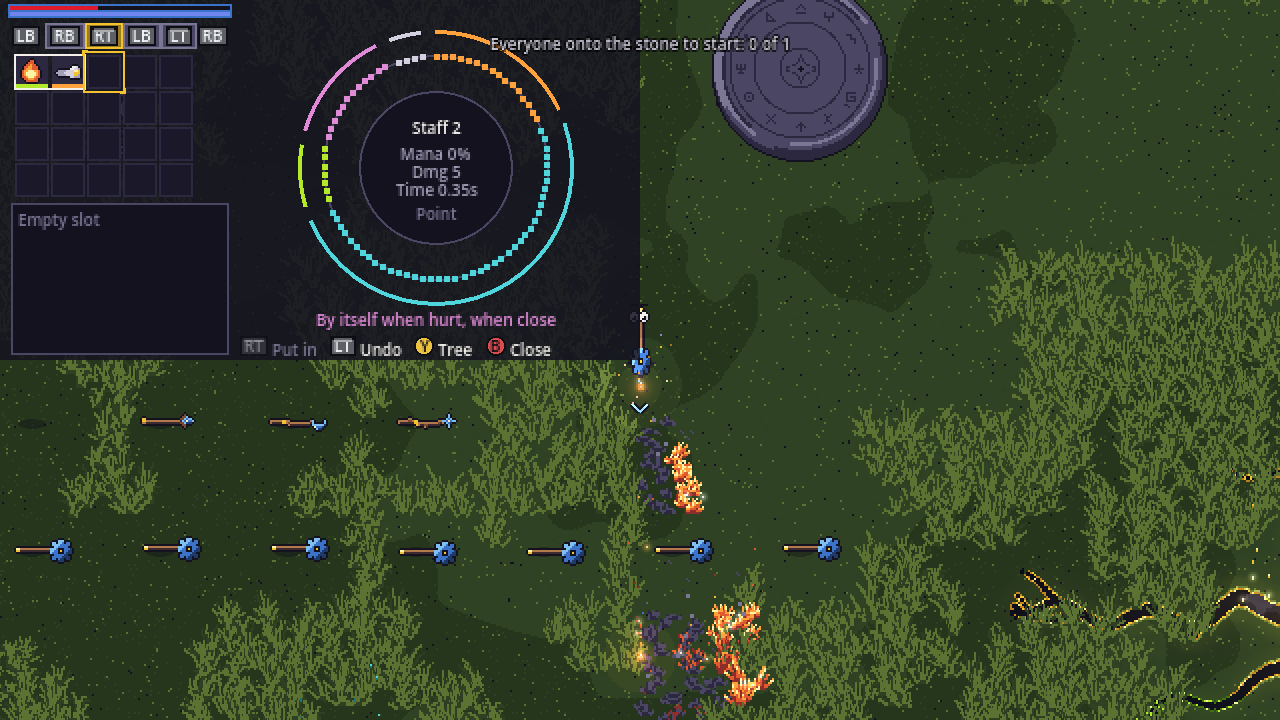 LB RB RT LB LT RB
Everyone onto the stone to start: 0 of 1
Staff 2
Mana 0%
Dmg 5
Time 0.35s
Point
Empty slot
By itself when hurt, when close
RT Put in LT Undo Y Tree B Close